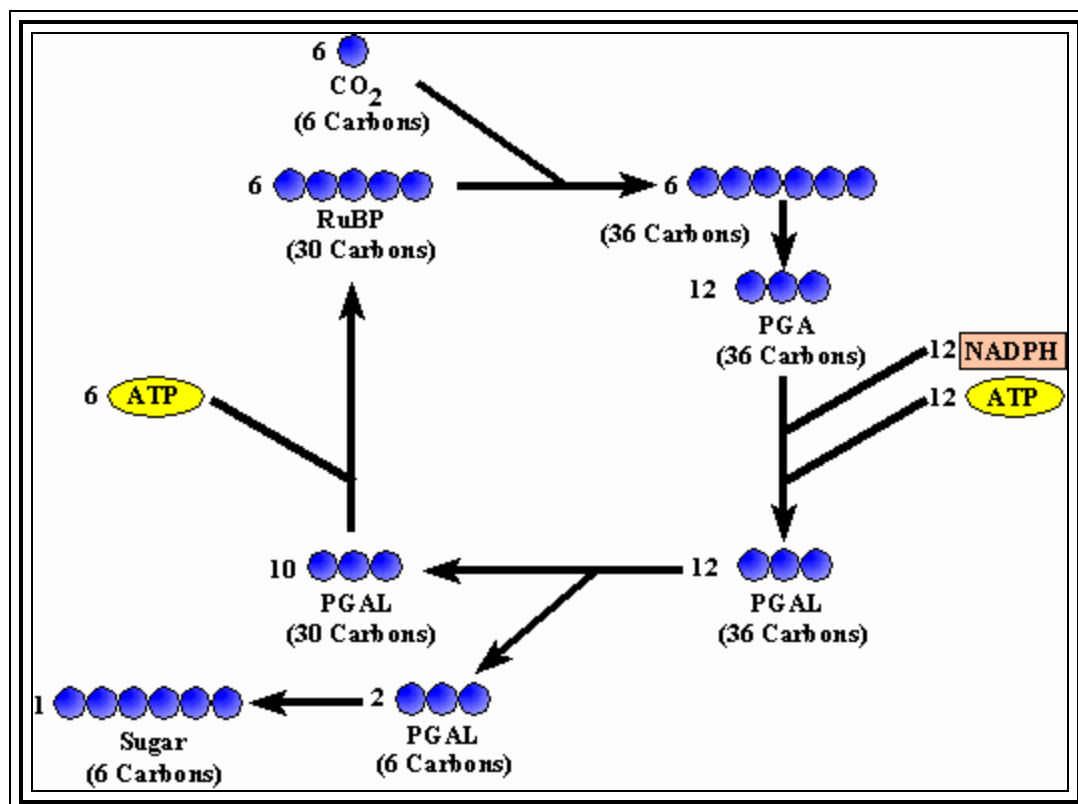 6
CO2
(6 Carbons)
6
RuBP
(30 Carbons)
6
(36 Carbons)
12
PGA
(36 Carbons)
12 NADPH
12 ATP
6 ATP
12
PGAL
(36 Carbons)
10
PGAL
(30 Carbons)
2
PGAL
(6 Carbons)
1
Sugar
(6 Carbons)